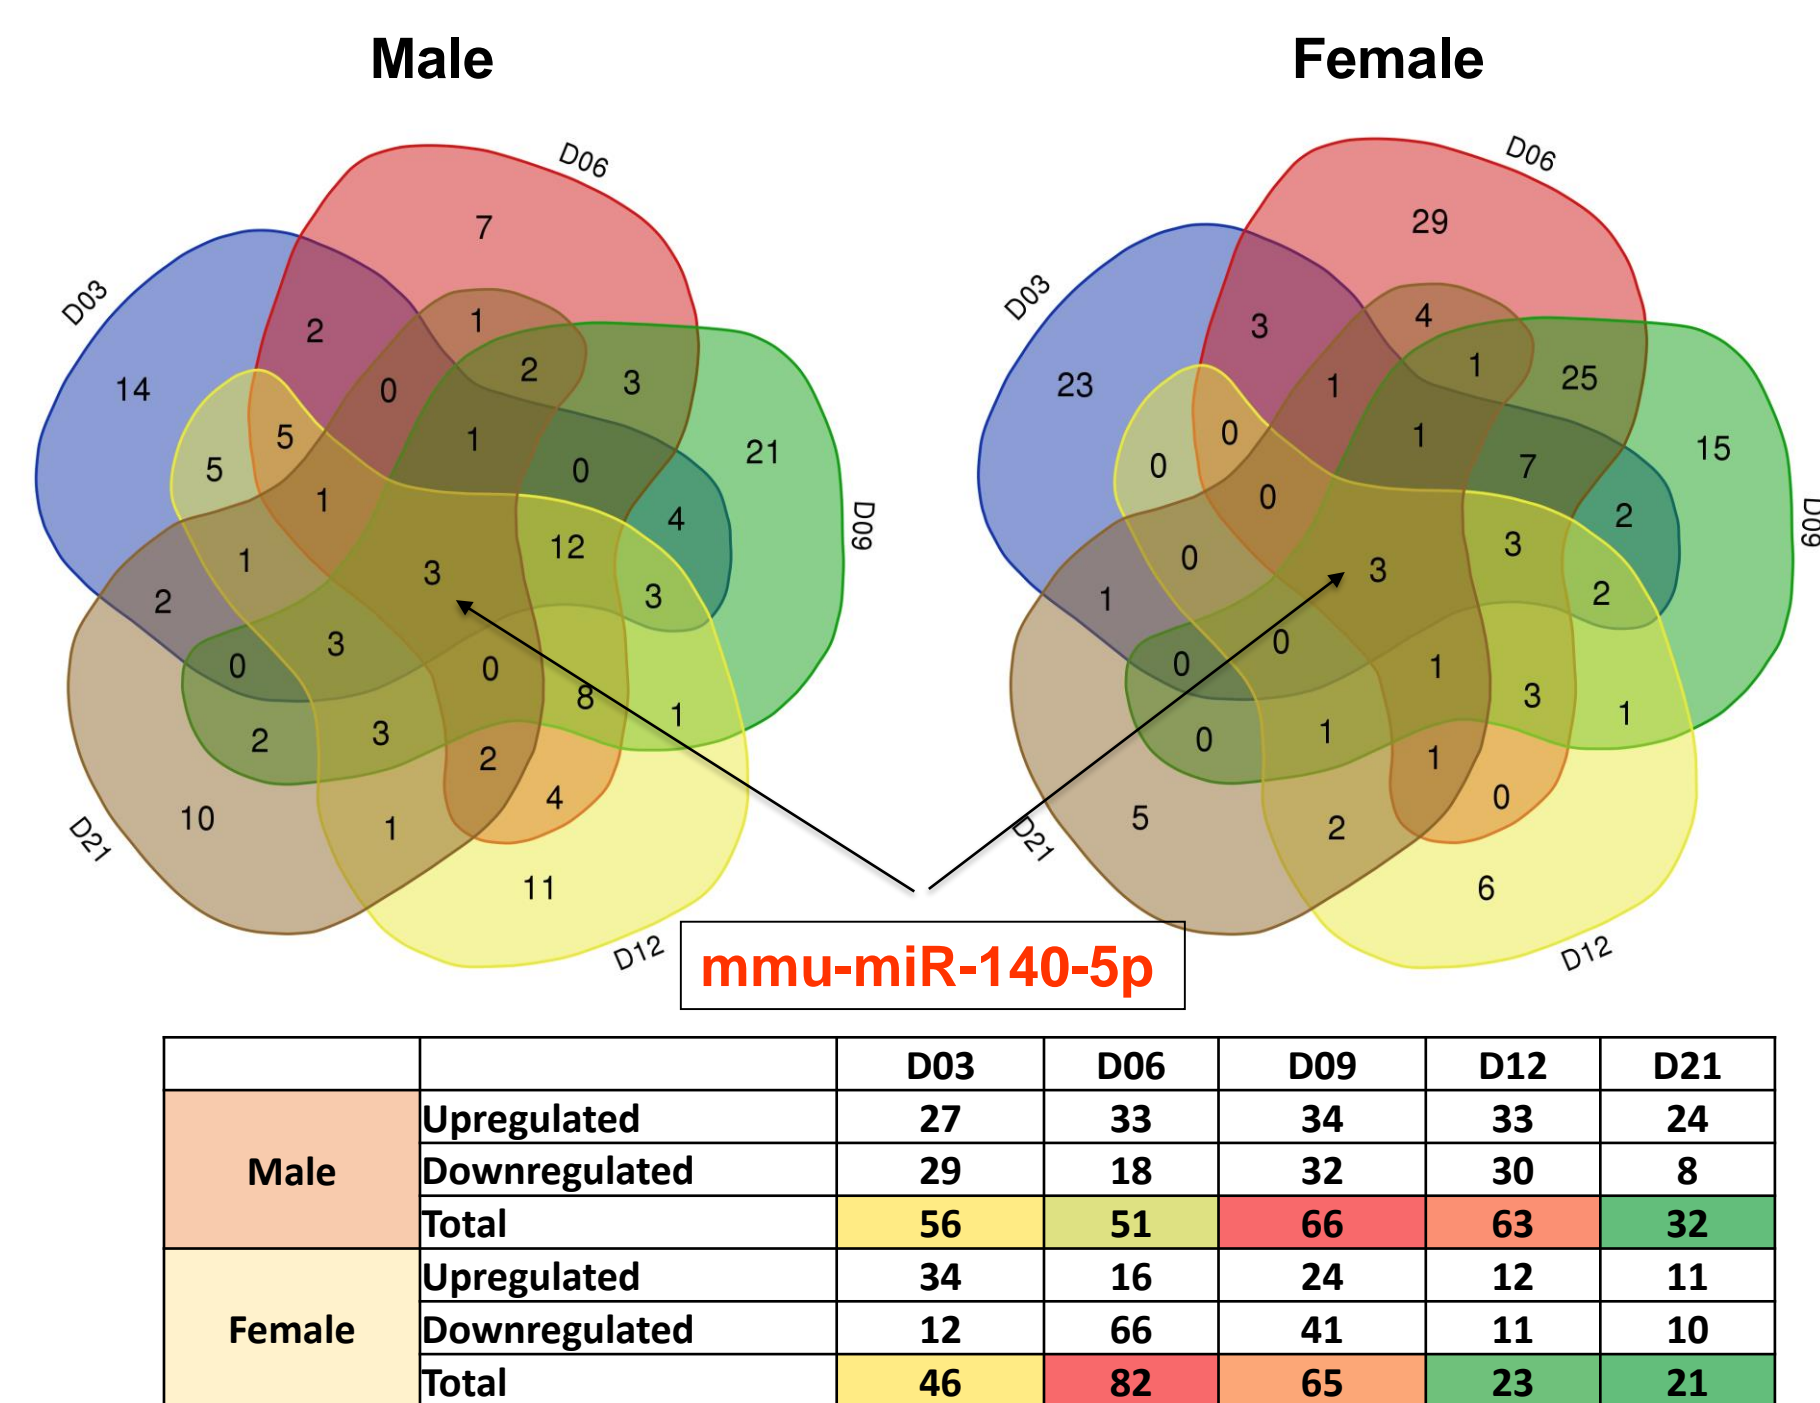 Male Female
D06 D06
7 29
D03 D03
1 4
2 3
2 3 1 25
14 0 23 1
5 1 21 0 1 15
5 0 0 7
1 4 0 2
D09 D09
1 12 0 3
3 3
2 3 1 2
3 0
0 0 0 1
8 3
2 3 1 0 1 1
2 1
4 0
10 1 5 2
D21 D21
11 6
D12 D12
mmu-miR-140-5p
D03 D06 D09 D12 D21
Upregulated 27 33 34 33 24
Male Downregulated 29 18 32 30 8
Total 56 51 66 63 32
Upregulated 34 16 24 12 11
Female Downregulated 12 66 41 11 10
Total 46 82 65 23 21